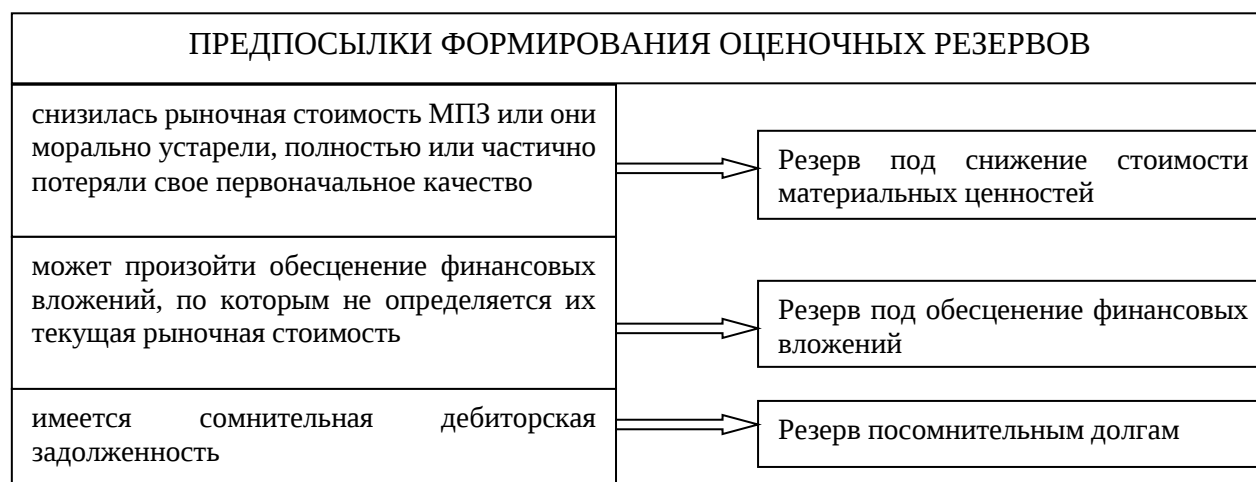 ПРЕДПОСЫЛКИ ФОРМИРОВАНИЯ ОЦЕНОЧНЫХ РЕЗЕРВОВ
снизилась рыночная стоимость МПЗ или они
морально устарели, полностью или частично
потеряли свое первоначальное качество
Резерв под снижение стоимости
материальных ценностей
может произойти обесценение финансовых
вложений, по которым не определяется их
текущая рыночная стоимость
Резерв под обесценение финансовых
вложений
имеется сомнительная дебиторская
задолженность
Резерв посомнительным долгам